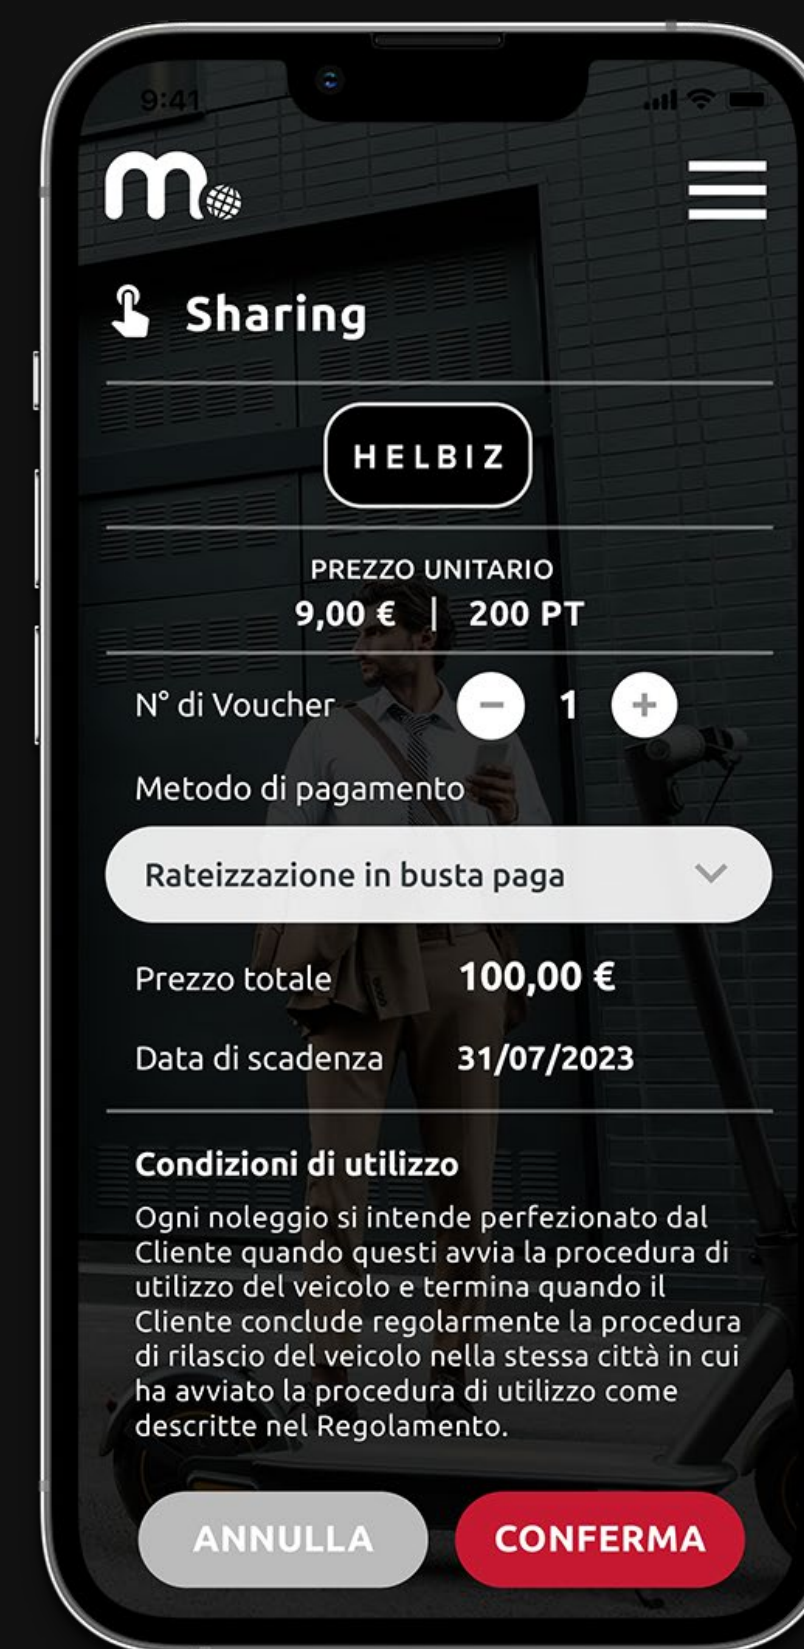 9:41
m
Sharing
HELBIZ
PREZZO UNITARIO
9,00 € | 200 PT
N° di Voucher − 1 +
Metodo di pagamento
Rateizzazione in busta paga
Prezzo totale 100,00 €
Data di scadenza 31/07/2023
Condizioni di utilizzo
Ogni noleggio si intende perfezionato dal
Cliente quando questi avvia la procedura di
utilizzo del veicolo e termina quando il
Cliente conclude regolarmente la procedura
di rilascio del veicolo nella stessa città in cui
ha avviato la procedura di utilizzo come
descritte nel Regolamento.
ANNULLA CONFERMA